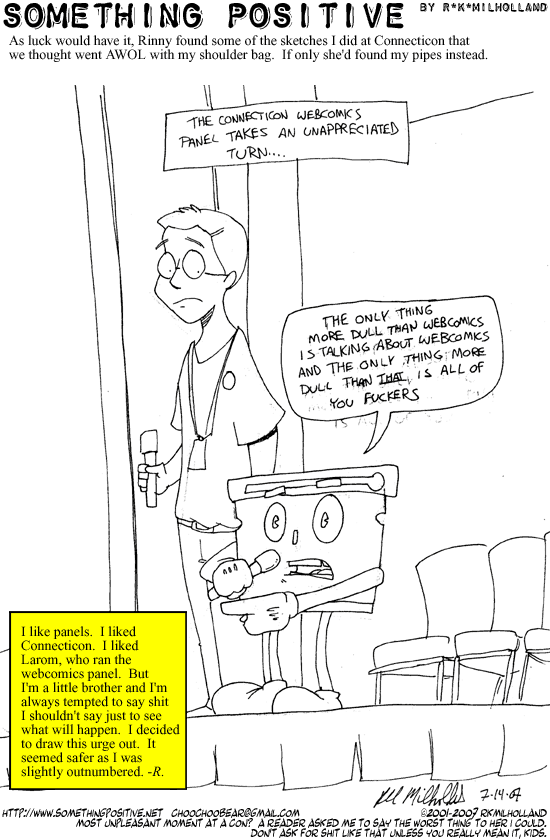 SOMETHING POSITIVE BY R*K*MILHOLLAND
As luck would have it, Rinny found some of the sketches I did at Connecticon that
we thought went AWOL with my shoulder bag. If only she'd found my pipes instead.
THE CONNECTICON WEBCOMICS
PANEL TAKES AN UNAPPRECIATED
TURN....
THE ONLY THING
MORE DULL THAN WEBCOMICS
IS TALKING ABOUT WEBCOMICS
AND THE ONLY THING MORE
DULL THAN THAT IS ALL OF
YOU FUCKERS
I like panels. I liked
Connecticon. I liked
Larom, who ran the
webcomics panel. But
I'm a little brother and I'm
always tempted to say shit
I shouldn't say just to see
what will happen. I decided
to draw this urge out. It
seemed safer as I was
slightly outnumbered. -R.
7-14-07
HTTP://WWW.SOMETHINGPOSITIVE.NET CHOOCHOOBEAR@GMAIL.COM ©2001-2007 RKMILHOLLAND
MOST UNPLEASANT MOMENT AT A CON? A READER ASKED ME TO SAY THE WORST THING TO HER I COULD.
DON'T ASK FOR SHIT LIKE THAT UNLESS YOU REALLY MEAN IT, KIDS.